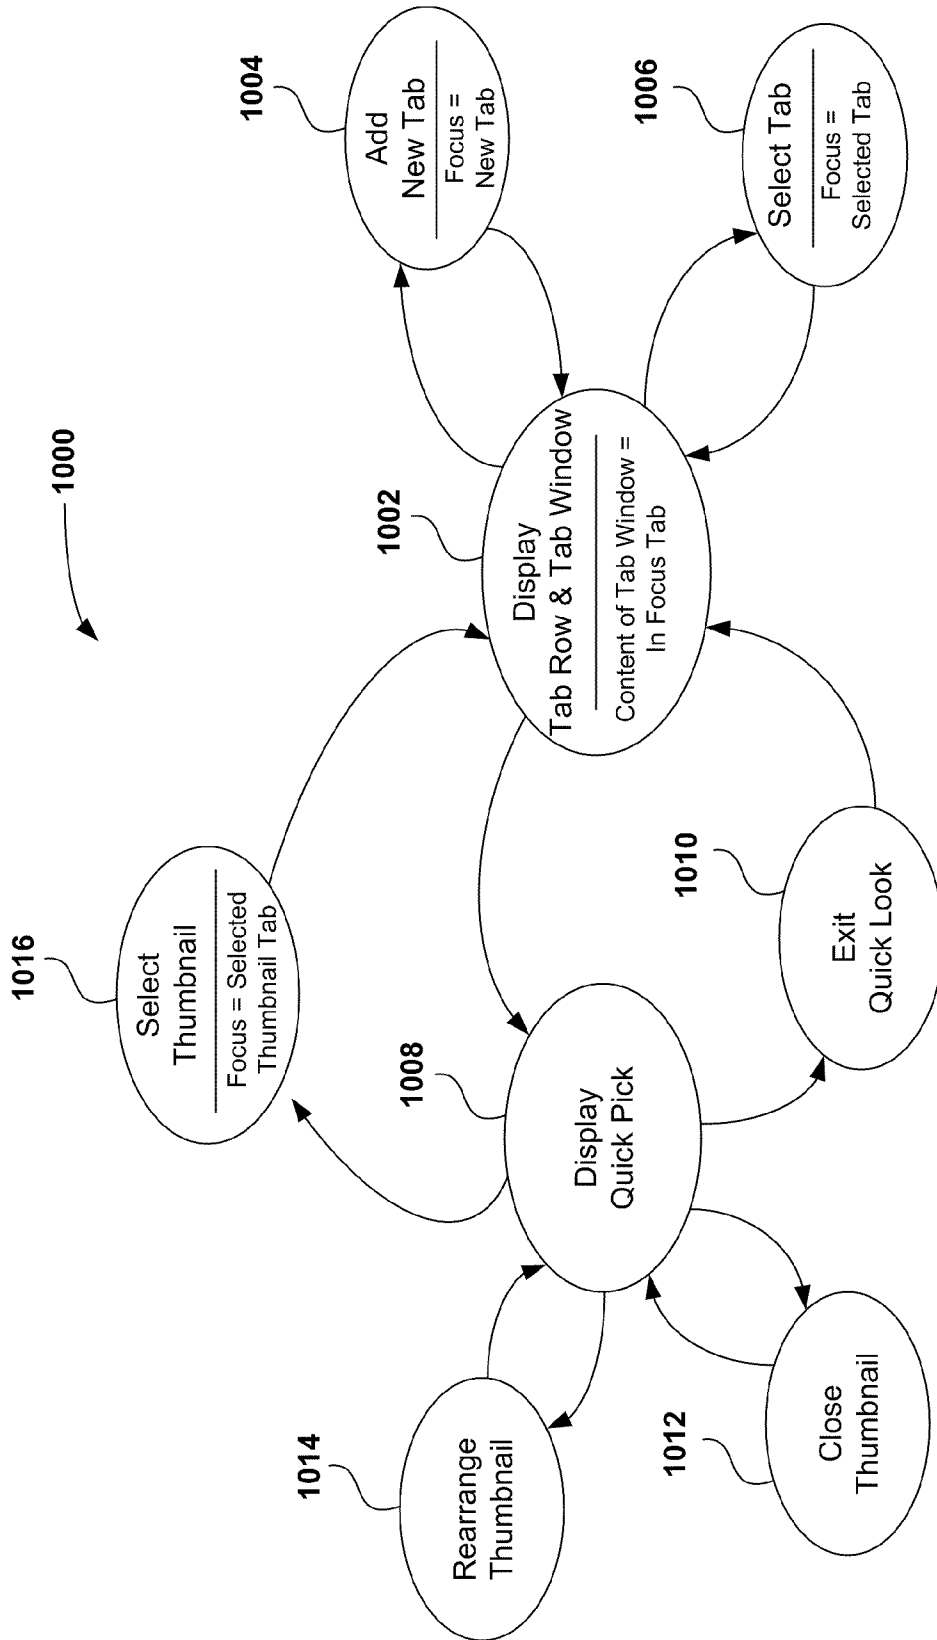 1000
1016
Select
Thumbnail
Focus = Selected
Thumbnail Tab
1004
Add
New Tab
Focus =
New Tab
1002
Display
Tab Row & Tab Window
Content of Tab Window =
In Focus Tab
1006
Select Tab
Focus =
Selected Tab
1008
Display
Quick Pick
1010
Exit
Quick Look
1014
Rearrange
Thumbnail
1012
Close
Thumbnail